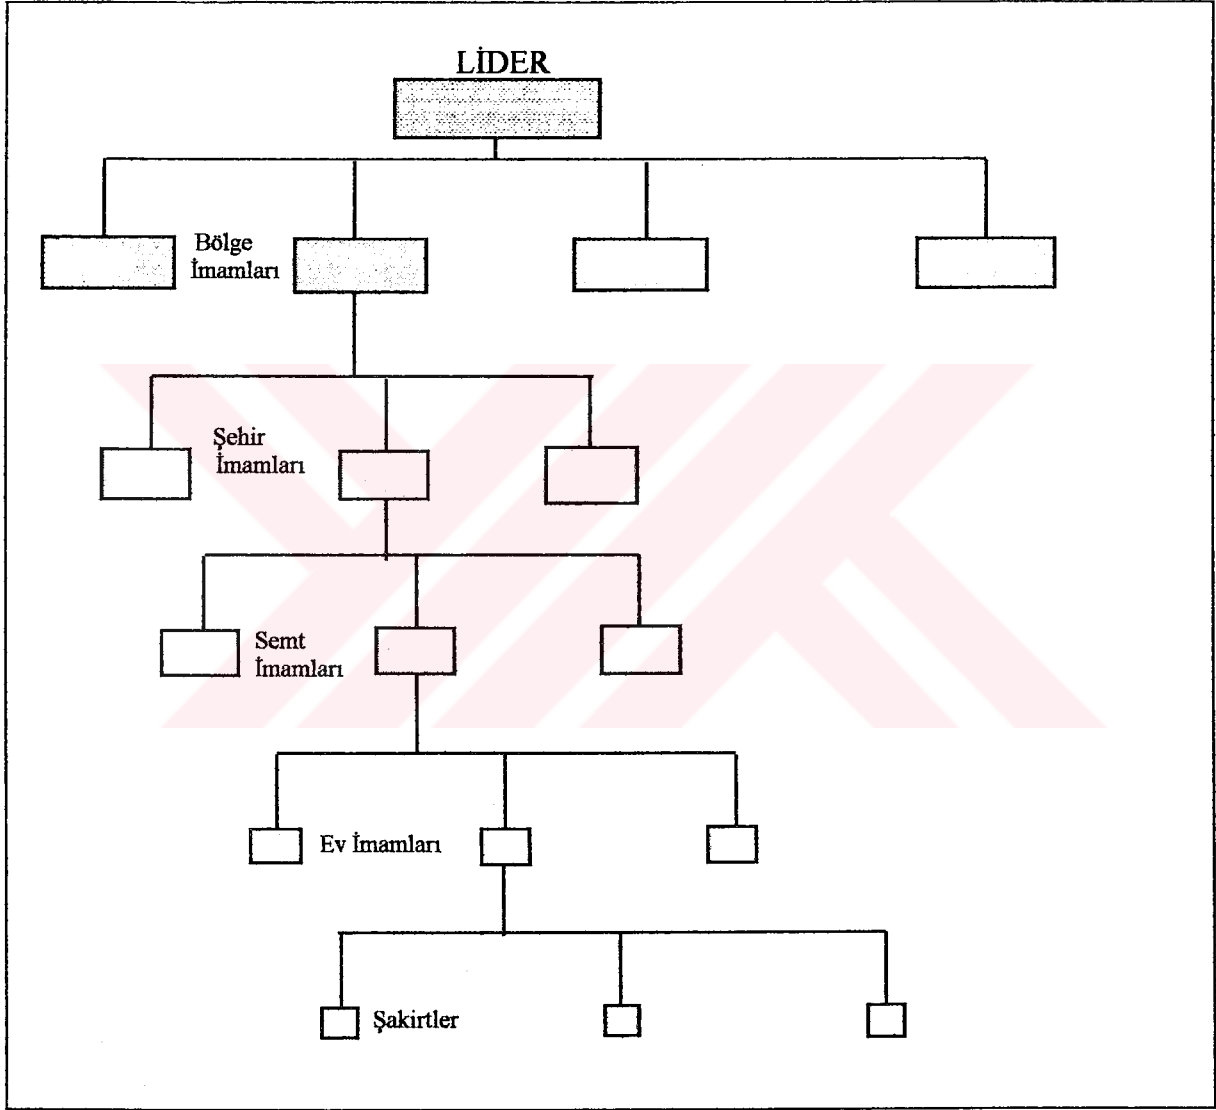 LİDER
Bölge
İmamları
Şehir
İmamları
Semt
İmamları
Ev İmamları
Şakirtler